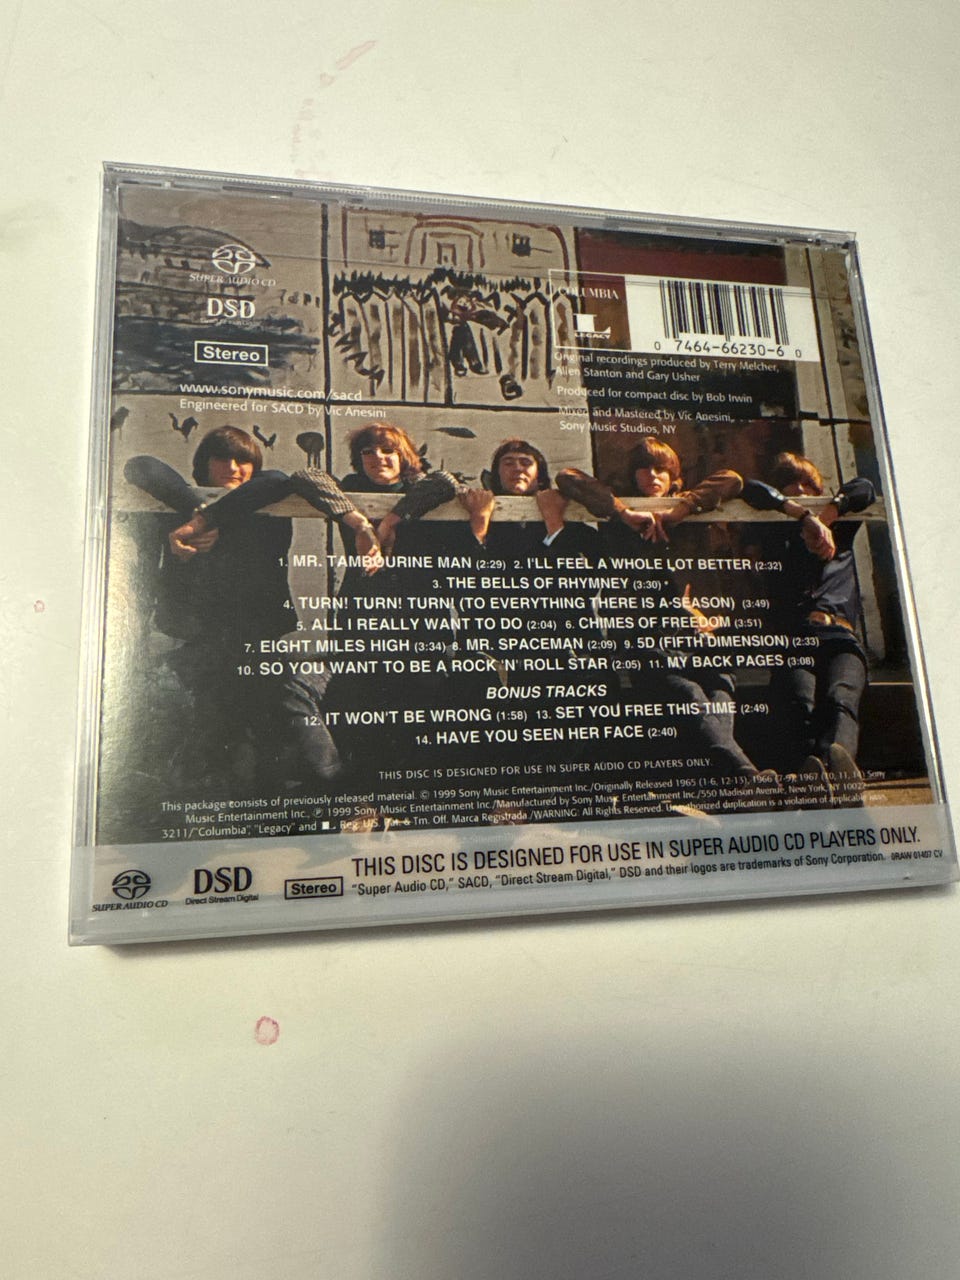 SUPER AUDIO CD
DSD
Direct Stream Digital
Stereo
www.sonymusic.com/sacd
Engineered for SACD by Vic Anesini
COLUMBIA
L
LEGACY
0 7464-66230-6 0
Original recordings produced by Terry Melcher,
Allen Stanton and Gary Usher
Produced for compact disc by Bob Irwin
Mixed and Mastered by Vic Anesini,
Sony Music Studios, NY
1. MR. TAMBOURINE MAN (2:29) 2. I'LL FEEL A WHOLE LOT BETTER (2:32)
3. THE BELLS OF RHYMNEY (3:30) *
4. TURN! TURN! TURN! (TO EVERYTHING THERE IS A SEASON) (3:49)
5. ALL I REALLY WANT TO DO (2:04) 6. CHIMES OF FREEDOM (3:51)
7. EIGHT MILES HIGH (3:34) 8. MR. SPACEMAN (2:09) 9. 5D (FIFTH DIMENSION) (2:33)
10. SO YOU WANT TO BE A ROCK 'N' ROLL STAR (2:05) 11. MY BACK PAGES (3:08)
BONUS TRACKS
12. IT WON'T BE WRONG (1:58) 13. SET YOU FREE THIS TIME (2:49)
14. HAVE YOU SEEN HER FACE (2:40)
THIS DISC IS DESIGNED FOR USE IN SUPER AUDIO CD PLAYERS ONLY.
This package consists of previously released material. © 1999 Sony Music Entertainment Inc./Originally Released 1965 (1-6, 12-13), 1966 (7-9), 1967 (10, 11, 14) Sony
Music Entertainment Inc., ℗ 1999 Sony Music Entertainment Inc./Manufactured by Sony Music Entertainment Inc./550 Madison Avenue, New York, NY 10022-
3211/"Columbia", "Legacy" and L Reg. U.S. Pat. & Tm. Off. Marca Registrada./WARNING: All Rights Reserved. Unauthorized duplication is a violation of applicable laws.
SUPER AUDIO CD
DSD
Direct Stream Digital
Stereo
THIS DISC IS DESIGNED FOR USE IN SUPER AUDIO CD PLAYERS ONLY.
"Super Audio CD," SACD, "Direct Stream Digital," DSD and their logos are trademarks of Sony Corporation. 0RAW 01407 CV